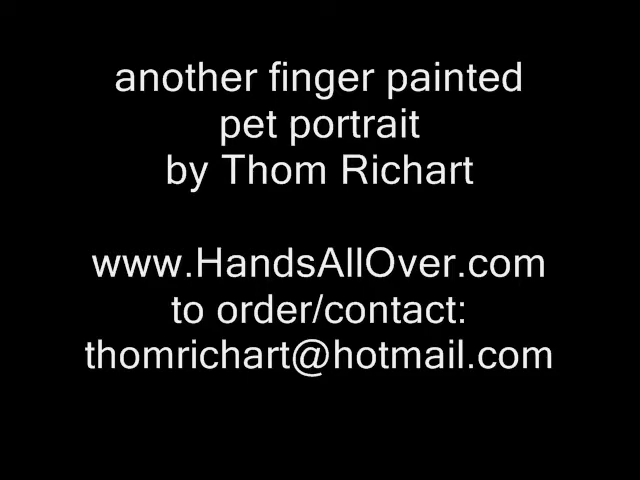 another finger painted
pet portrait
by Thom Richart
www.HandsAllOver.com
to order/contact:
thomrichart@hotmail.com